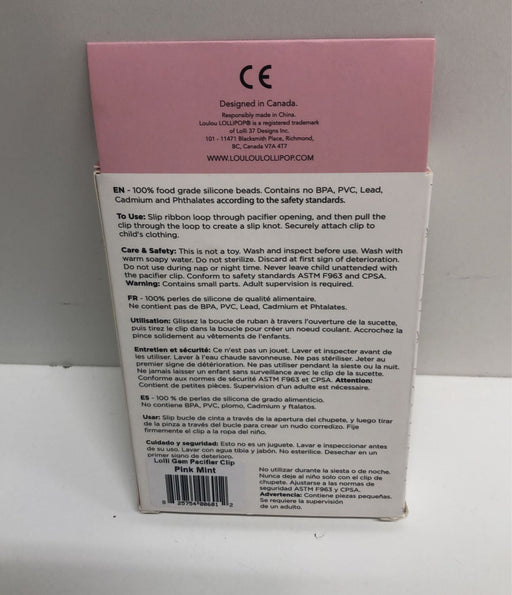 CE
Designed in Canada.
Responsibly made in China.
Loulou LOLLIPOP® is a registered trademark
of Lolli 37 Designs Inc.
101 - 11471 Blacksmith Place, Richmond,
BC, Canada V7A 4T7
WWW.LOULOULOLLIPOP.COM
EN - 100% food grade silicone beads. Contains no BPA, PVC, Lead,
Cadmium and Phthalates according to the safety standards.
To Use: Slip ribbon loop through pacifier opening, and then pull the
clip through the loop to create a slip knot. Securely attach clip to
child's clothing.
Care & Safety: This is not a toy. Wash and inspect before use. Wash with
warm soapy water. Do not sterilize. Discard at first sign of deterioration.
Do not use during nap or night time. Never leave child unattended with
the pacifier clip. Conform to safety standards ASTM F963 and CPSA.
Warning: Contains small parts. Adult supervision is required.
FR - 100% perles de silicone de qualité alimentaire.
Ne contient pas de BPA, PVC, Lead, Cadmium et Phtalates.
Utilisation: Glissez la boucle de ruban à travers l'ouverture de la sucette,
puis tirez le clip dans la boucle pour créer un noeud coulant. Accrochez la
pince solidement au vêtements de l'enfant.
Entretien et sécurité: Ce n'est pas un jouet. Laver et inspecter avant de
les utiliser. Laver à l'eau chaude savonneuse. Ne pas stériliser. Jeter au
premier signe de détérioration. Ne pas utiliser pendant la sieste ou la nuit.
Ne jamais laisser un enfant sans surveillance avec le clip de la sucette.
Conforme aux normes de sécurité ASTM F963 et CPSA. Attention:
Contient de petites pièces. Supervision d'un adulte est nécessaire.
ES - 100 % de perlas de silicona de grado alimenticio.
No contiene BPA, PVC, plomo, Cadmium y ftalatos.
Usar: Slip bucle de cinta a través de la apertura del chupete, y luego tirar
de la pinza a través del bucle para crear un nudo corredizo. Fije
firmemente el clip a la ropa del niño.
Cuidado y seguridad: Esto no es un juguete. Lavar e inspeccionar antes
de su uso. Lavar con agua tibia y jabón. No esterilice. Desechar en un
primer signo de deterioro.
Lolli Gem Pacifier Clip
Pink Mint
8 25754 00681 2
No utilizar durante la siesta o de noche.
Nunca deje al niño solo con el clip de
chupete. Ajustarse a las normas de
seguridad ASTM F963 y CPSA.
Advertencia: Contiene piezas pequeñas.
Se requiere la supervisión
de un adulto.